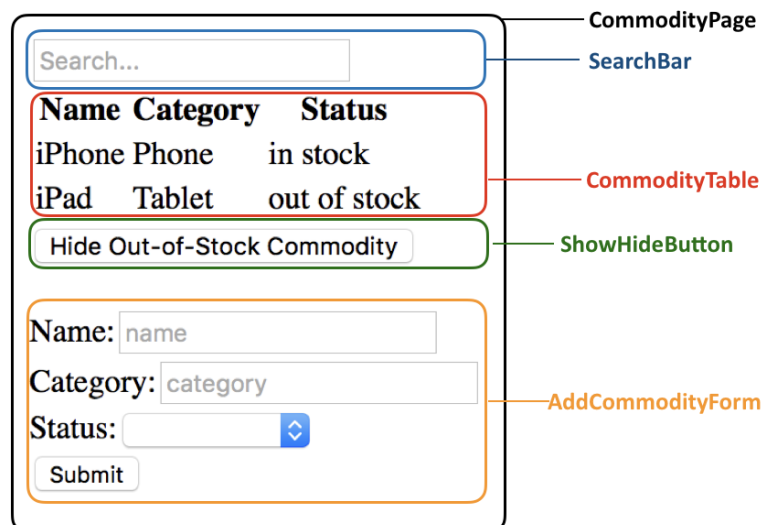 CommodityPage
Search...
SearchBar
Name Category Status
iPhone Phone in stock
iPad Tablet out of stock
CommodityTable
Hide Out-of-Stock Commodity
ShowHideButton
Name: name
Category: category
AddCommodityForm
Status:
Submit